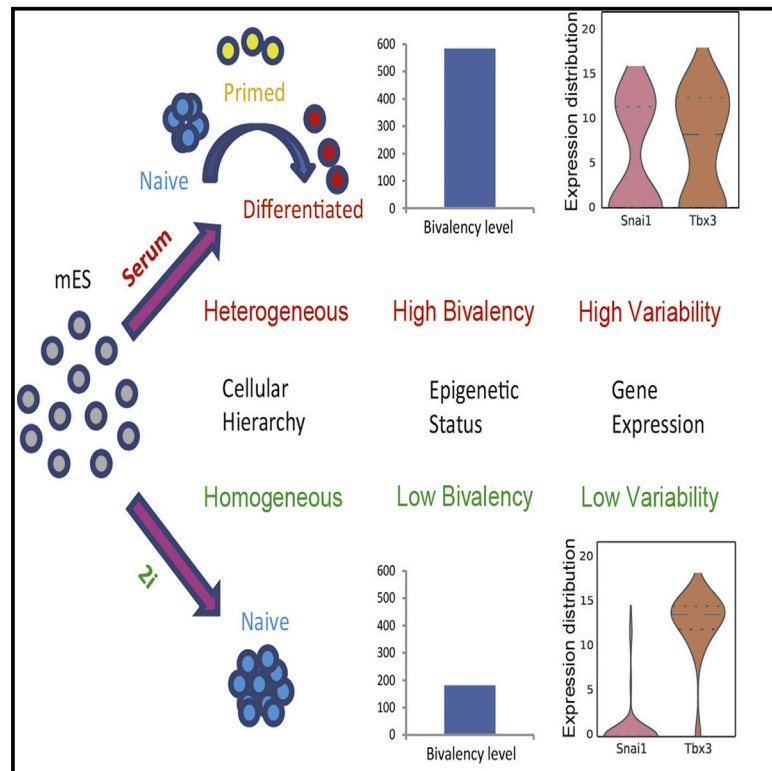 Primed
Naive
Differentiated
Serum
mES
2i
Naive
600
500
400
300
200
100
0
Bivalency level
Expression distribution
20
15
10
5
0
Snai1 Tbx3
Heterogeneous High Bivalency High Variability
Cellular Epigenetic Gene
Hierarchy Status Expression
Homogeneous Low Bivalency Low Variability
600
500
400
300
200
100
0
Bivalency level
Expression distribution
20
15
10
5
0
Snai1 Tbx3